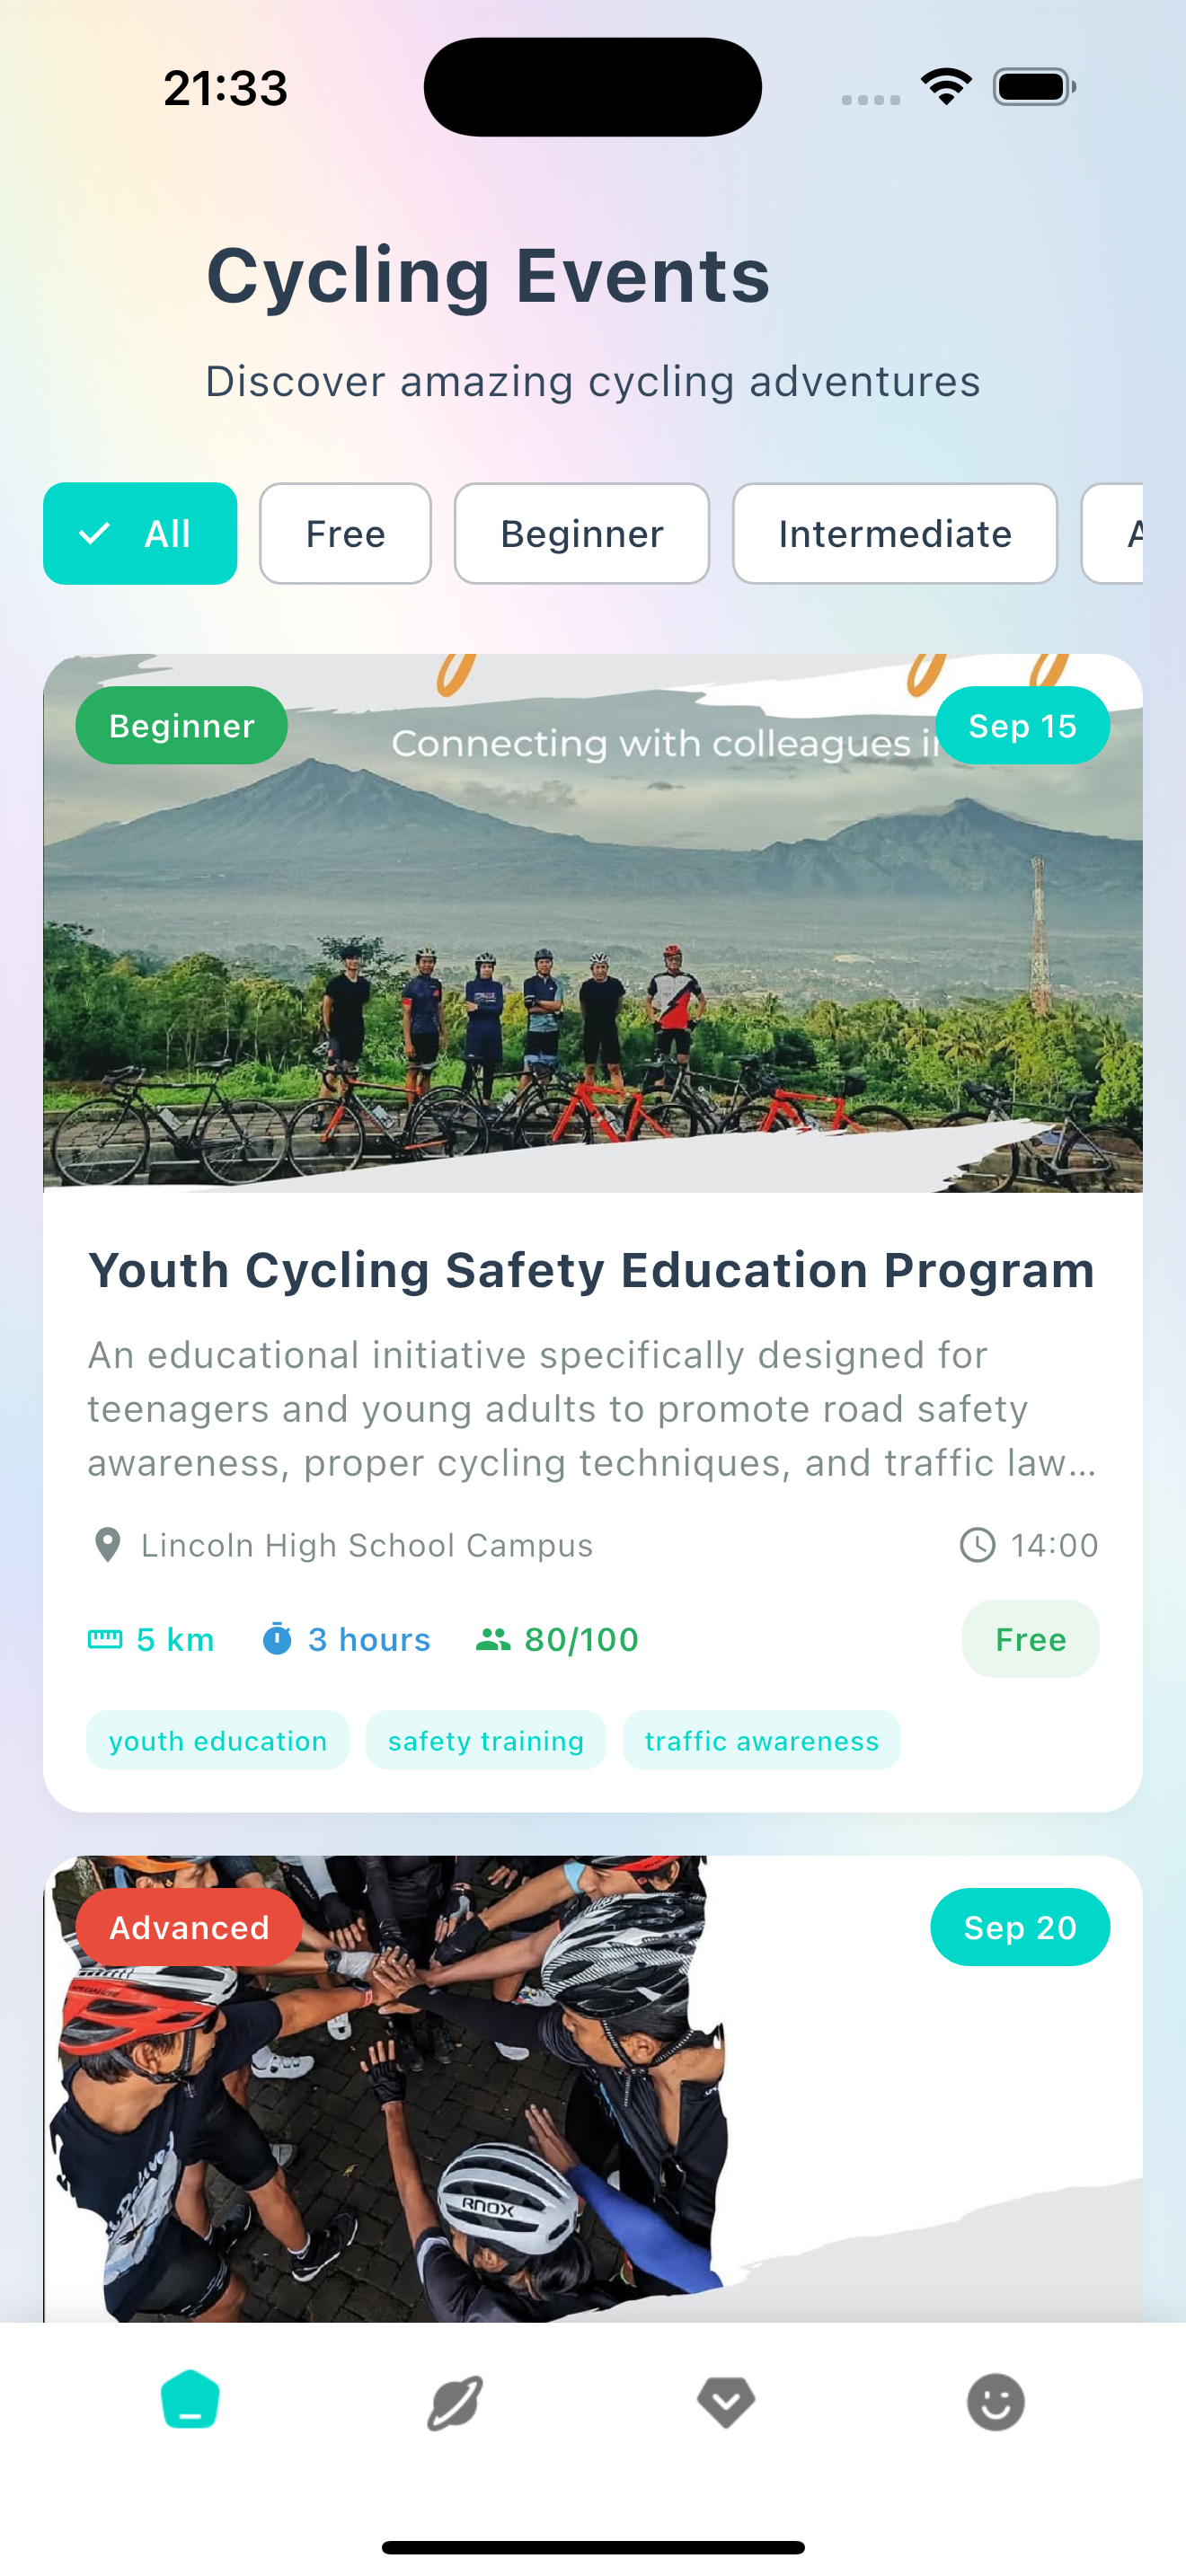 21:33
Cycling Events
Discover amazing cycling adventures
All
Free
Beginner
Intermediate
Beginner
Sep 15
Connecting with colleagues
Youth Cycling Safety Education Program
An educational initiative specifically designed for
teenagers and young adults to promote road safety
awareness, proper cycling techniques, and traffic law...
Lincoln High School Campus
14:00
5 km
3 hours
80/100
Free
youth education
safety training
traffic awareness
Advanced
Sep 20
RNOX